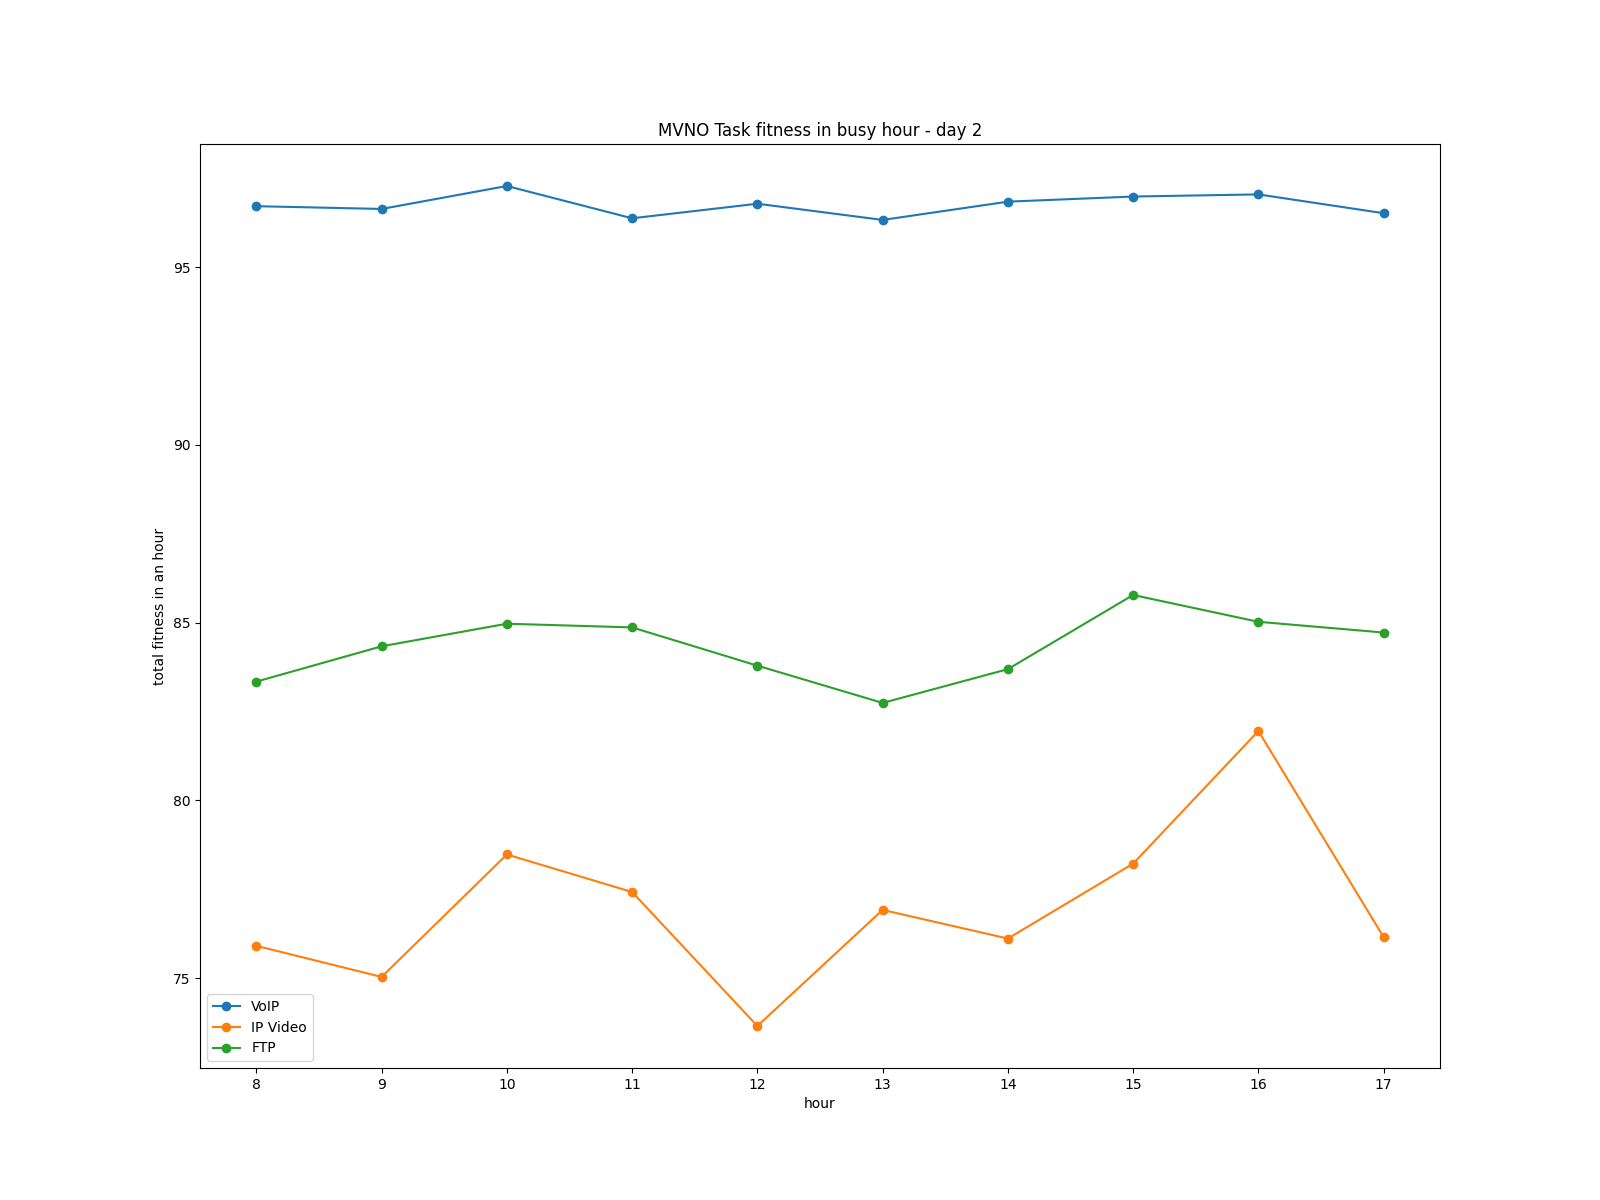 MVNO Task fitness in busy hour - day 2
total fitness in an hour
95
90
85
80
75
VoIP
IP Video
FTP
8 9 10 11 12 13 14 15 16 17
hour